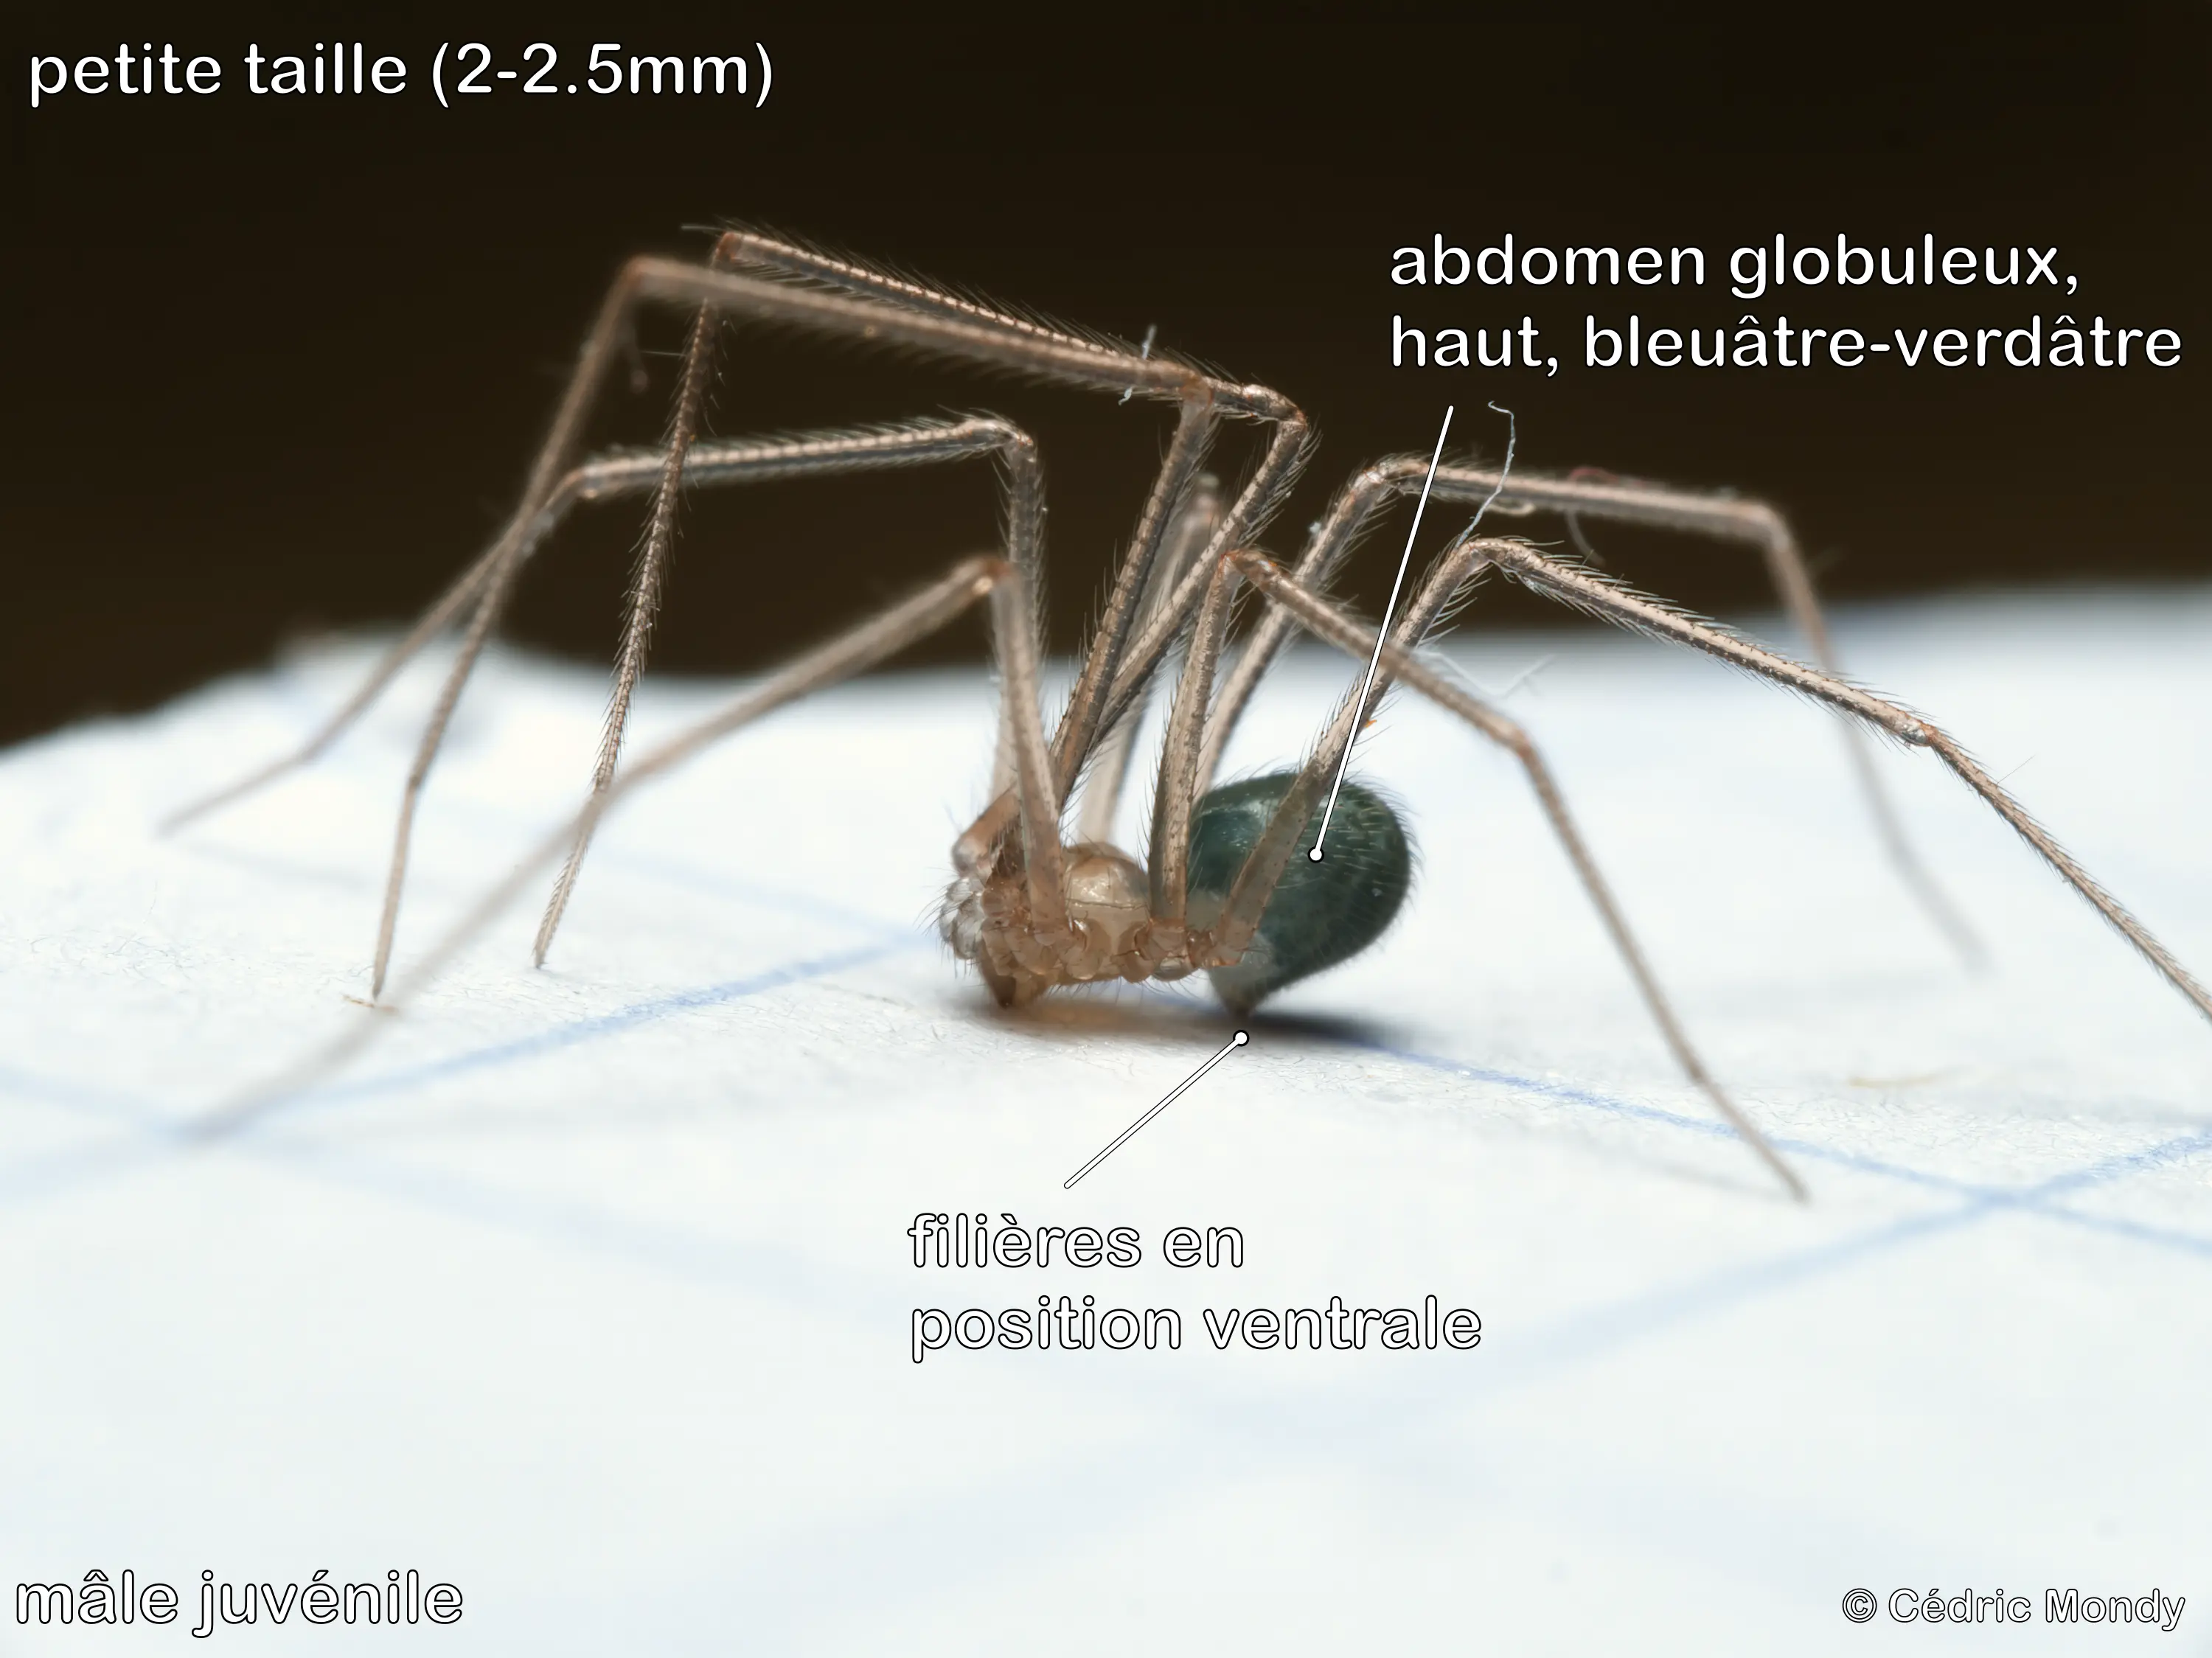 petite taille (2-2.5mm)
abdomen globuleux,
haut, bleuâtre-verdâtre
filières en
position ventrale
mâle juvénile
© Cédric Mondy